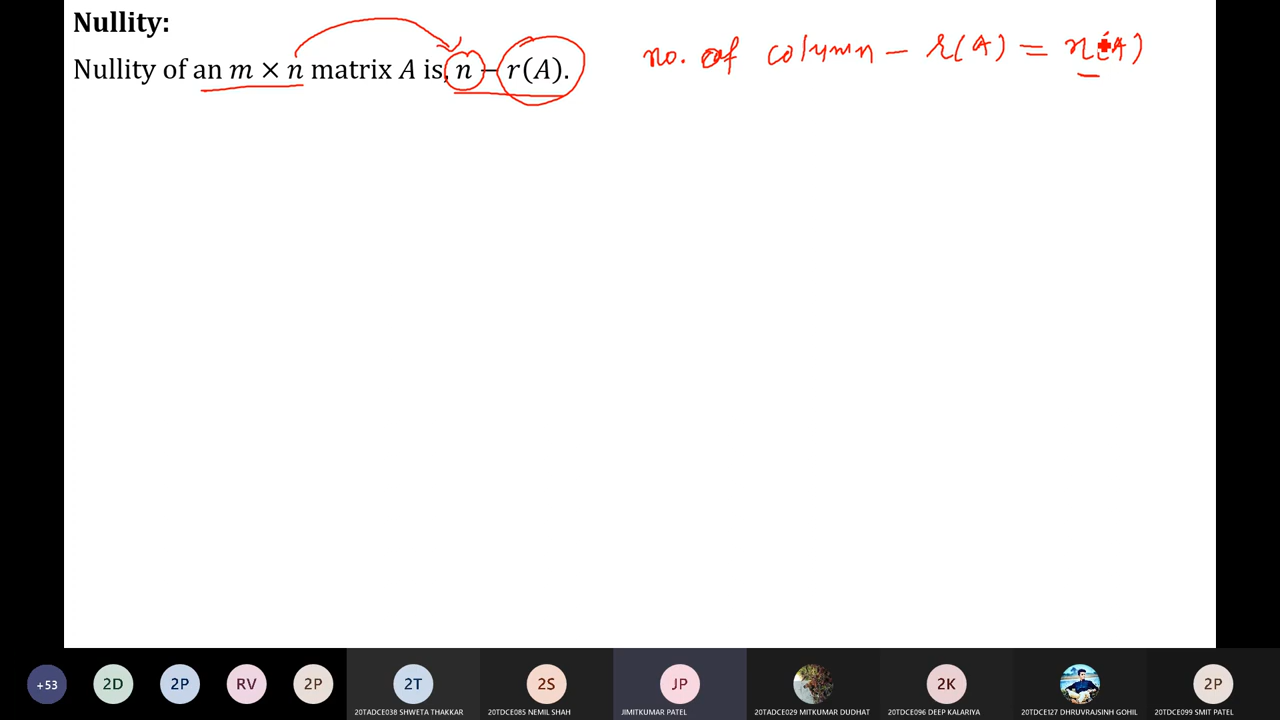 Nullity:
Nullity of an m × n matrix A is, n − r(A).
no. of column − r(A) = n(A)
+53
2D
2P
RV
2P
2T
20TADCE038 SHWETA THAKKAR
2S
20TDCE085 NEMIL SHAH
JP
JIMITKUMAR PATEL
20TADCE029 MITKUMAR DUDHAT
2K
20TDCE096 DEEP KALARIYA
20TDCE127 DHRUVRAJSINH GOHIL
2P
20TDCE099 SMIT PATEL